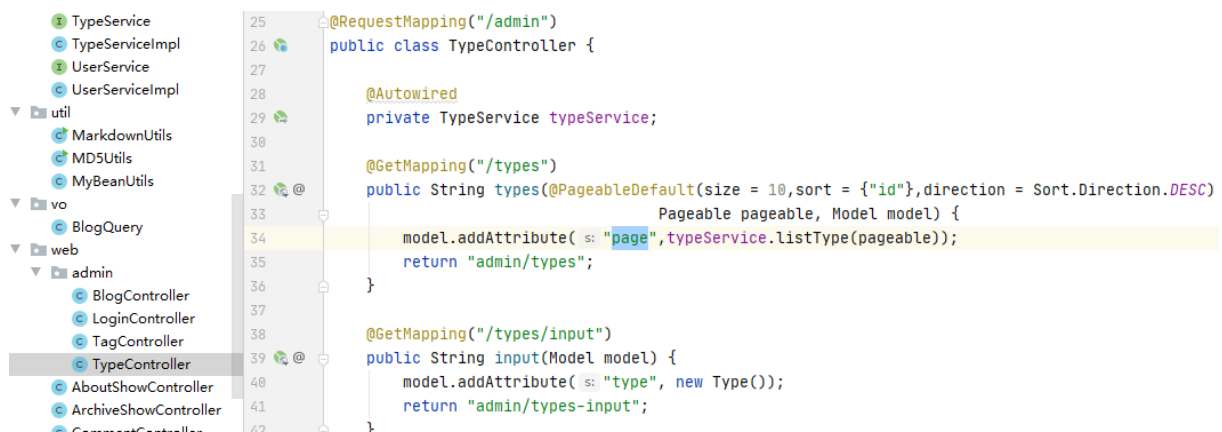 TypeService
TypeServiceImpl
UserService
UserServiceImpl
util
MarkdownUtils
MD5Utils
MyBeanUtils
vo
BlogQuery
web
admin
BlogController
LoginController
TagController
TypeController
AboutShowController
ArchiveShowController
CommentController
25 @RequestMapping("/admin")
26 public class TypeController {
27
28 @Autowired
29 private TypeService typeService;
30
31 @GetMapping("/types")
32 @ public String types(@PageableDefault(size = 10,sort = {"id"},direction = Sort.Direction.DESC)
33 Pageable pageable, Model model) {
34 model.addAttribute( s: "page",typeService.listType(pageable));
35 return "admin/types";
36 }
37
38 @GetMapping("/types/input")
39 @ public String input(Model model) {
40 model.addAttribute( s: "type", new Type());
41 return "admin/types-input";
42 }